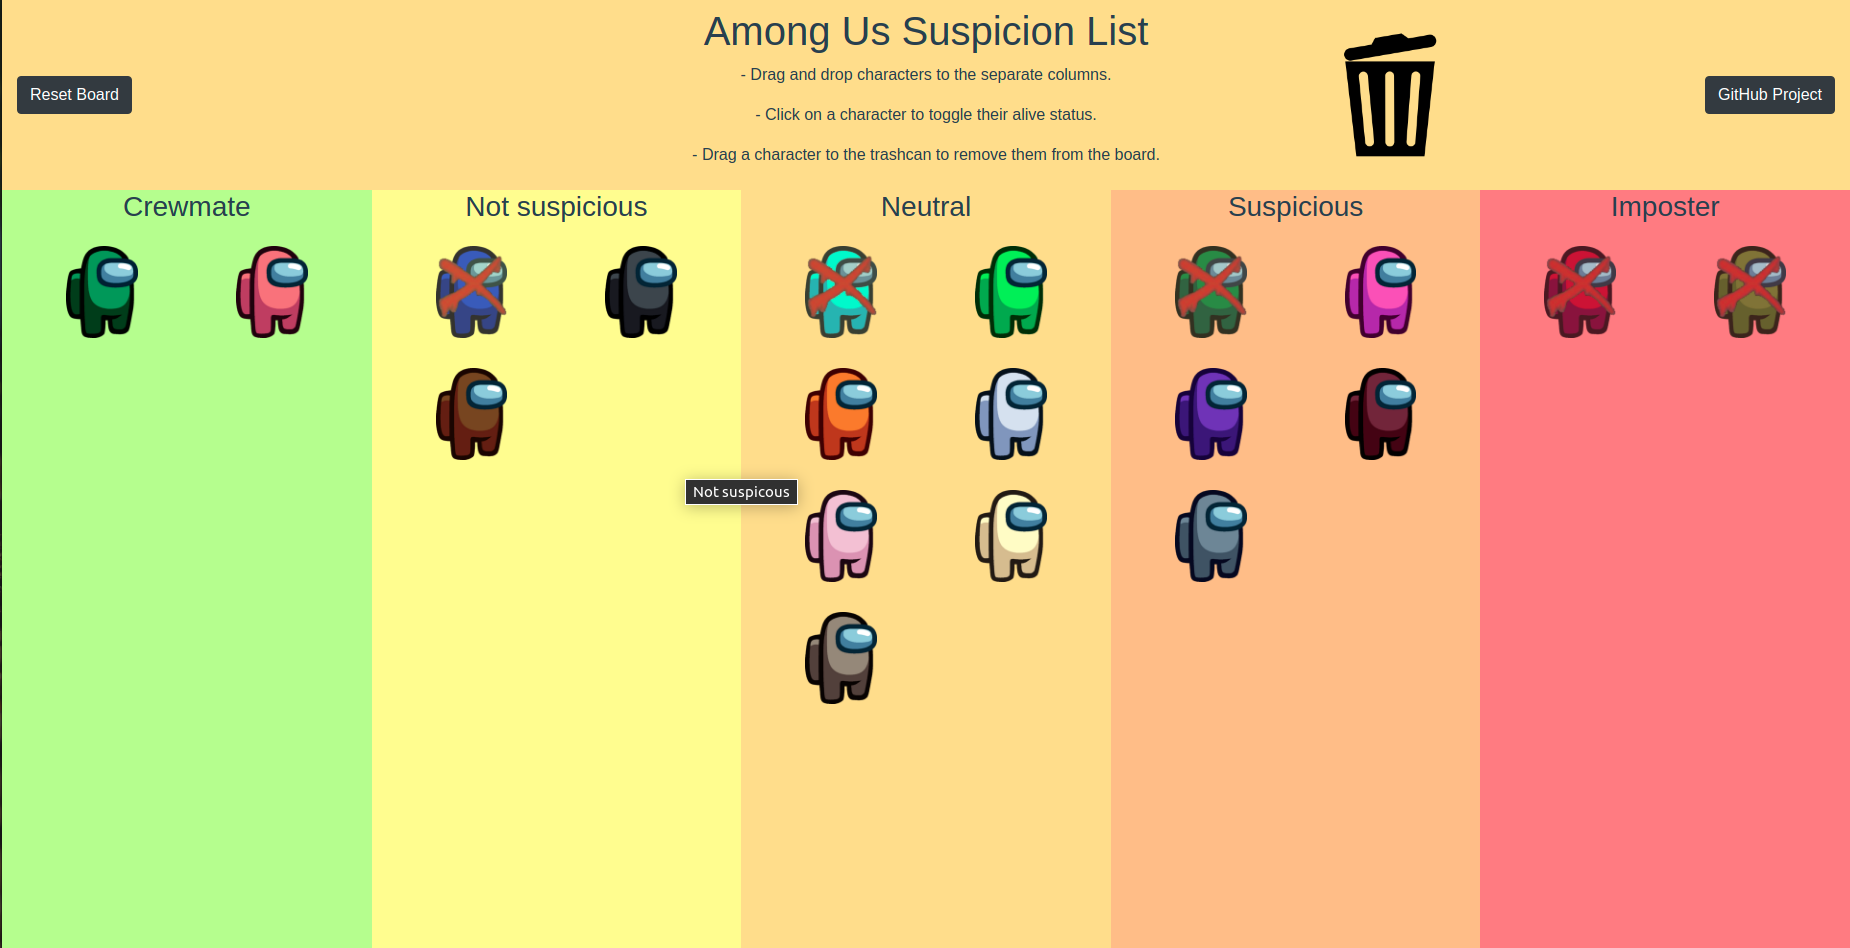 Among Us Suspicion List
- Drag and drop characters to the separate columns.
Reset Board
GitHub Project
- Click on a character to toggle their alive status.
- Drag a character to the trashcan to remove them from the board.
Crewmate
Not suspicious
Neutral
Suspicious
Imposter
Not suspicous